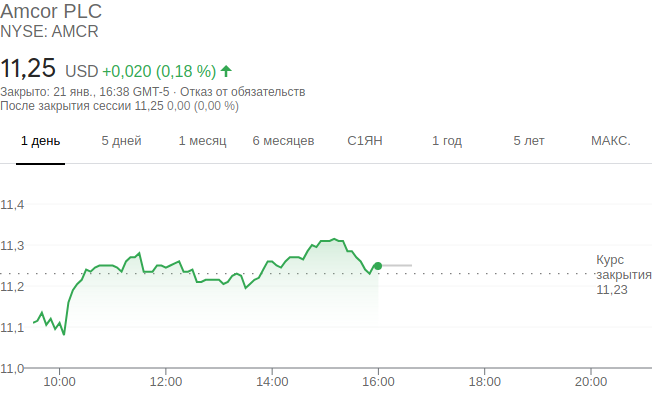 Amcor PLC
NYSE: AMCR
11,25 USD +0,020 (0,18 %)
Закрыто: 21 янв., 16:38 GMT-5 · Отказ от обязательств
После закрытия сессии 11,25 0,00 (0,00 %)
1 день 5 дней 1 месяц 6 месяцев С1ЯН 1 год 5 лет МАКС.
11,4
11,3
Курс
закрытия
11,23
11,2
11,1
11,0
10:00 12:00 14:00 16:00 18:00 20:00